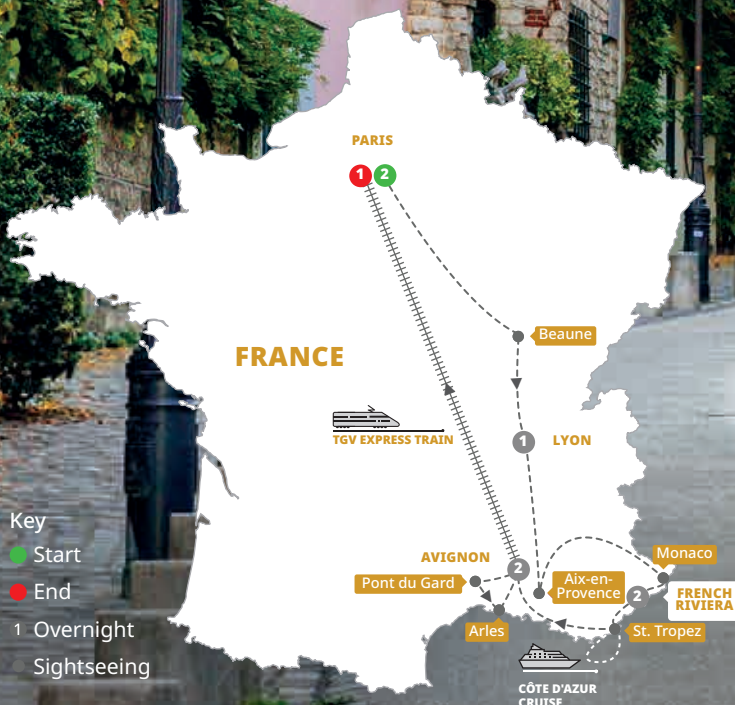 PARIS
1
2
Beaune
FRANCE
TGV EXPRESS TRAIN
1
LYON
Key
Start
End
1 Overnight
Sightseeing
AVIGNON
2
Pont du Gard
Arles
Aix-en-
Provence
Monaco
2
FRENCH
RIVIERA
St. Tropez
CÔTE D'AZUR
CRUISE